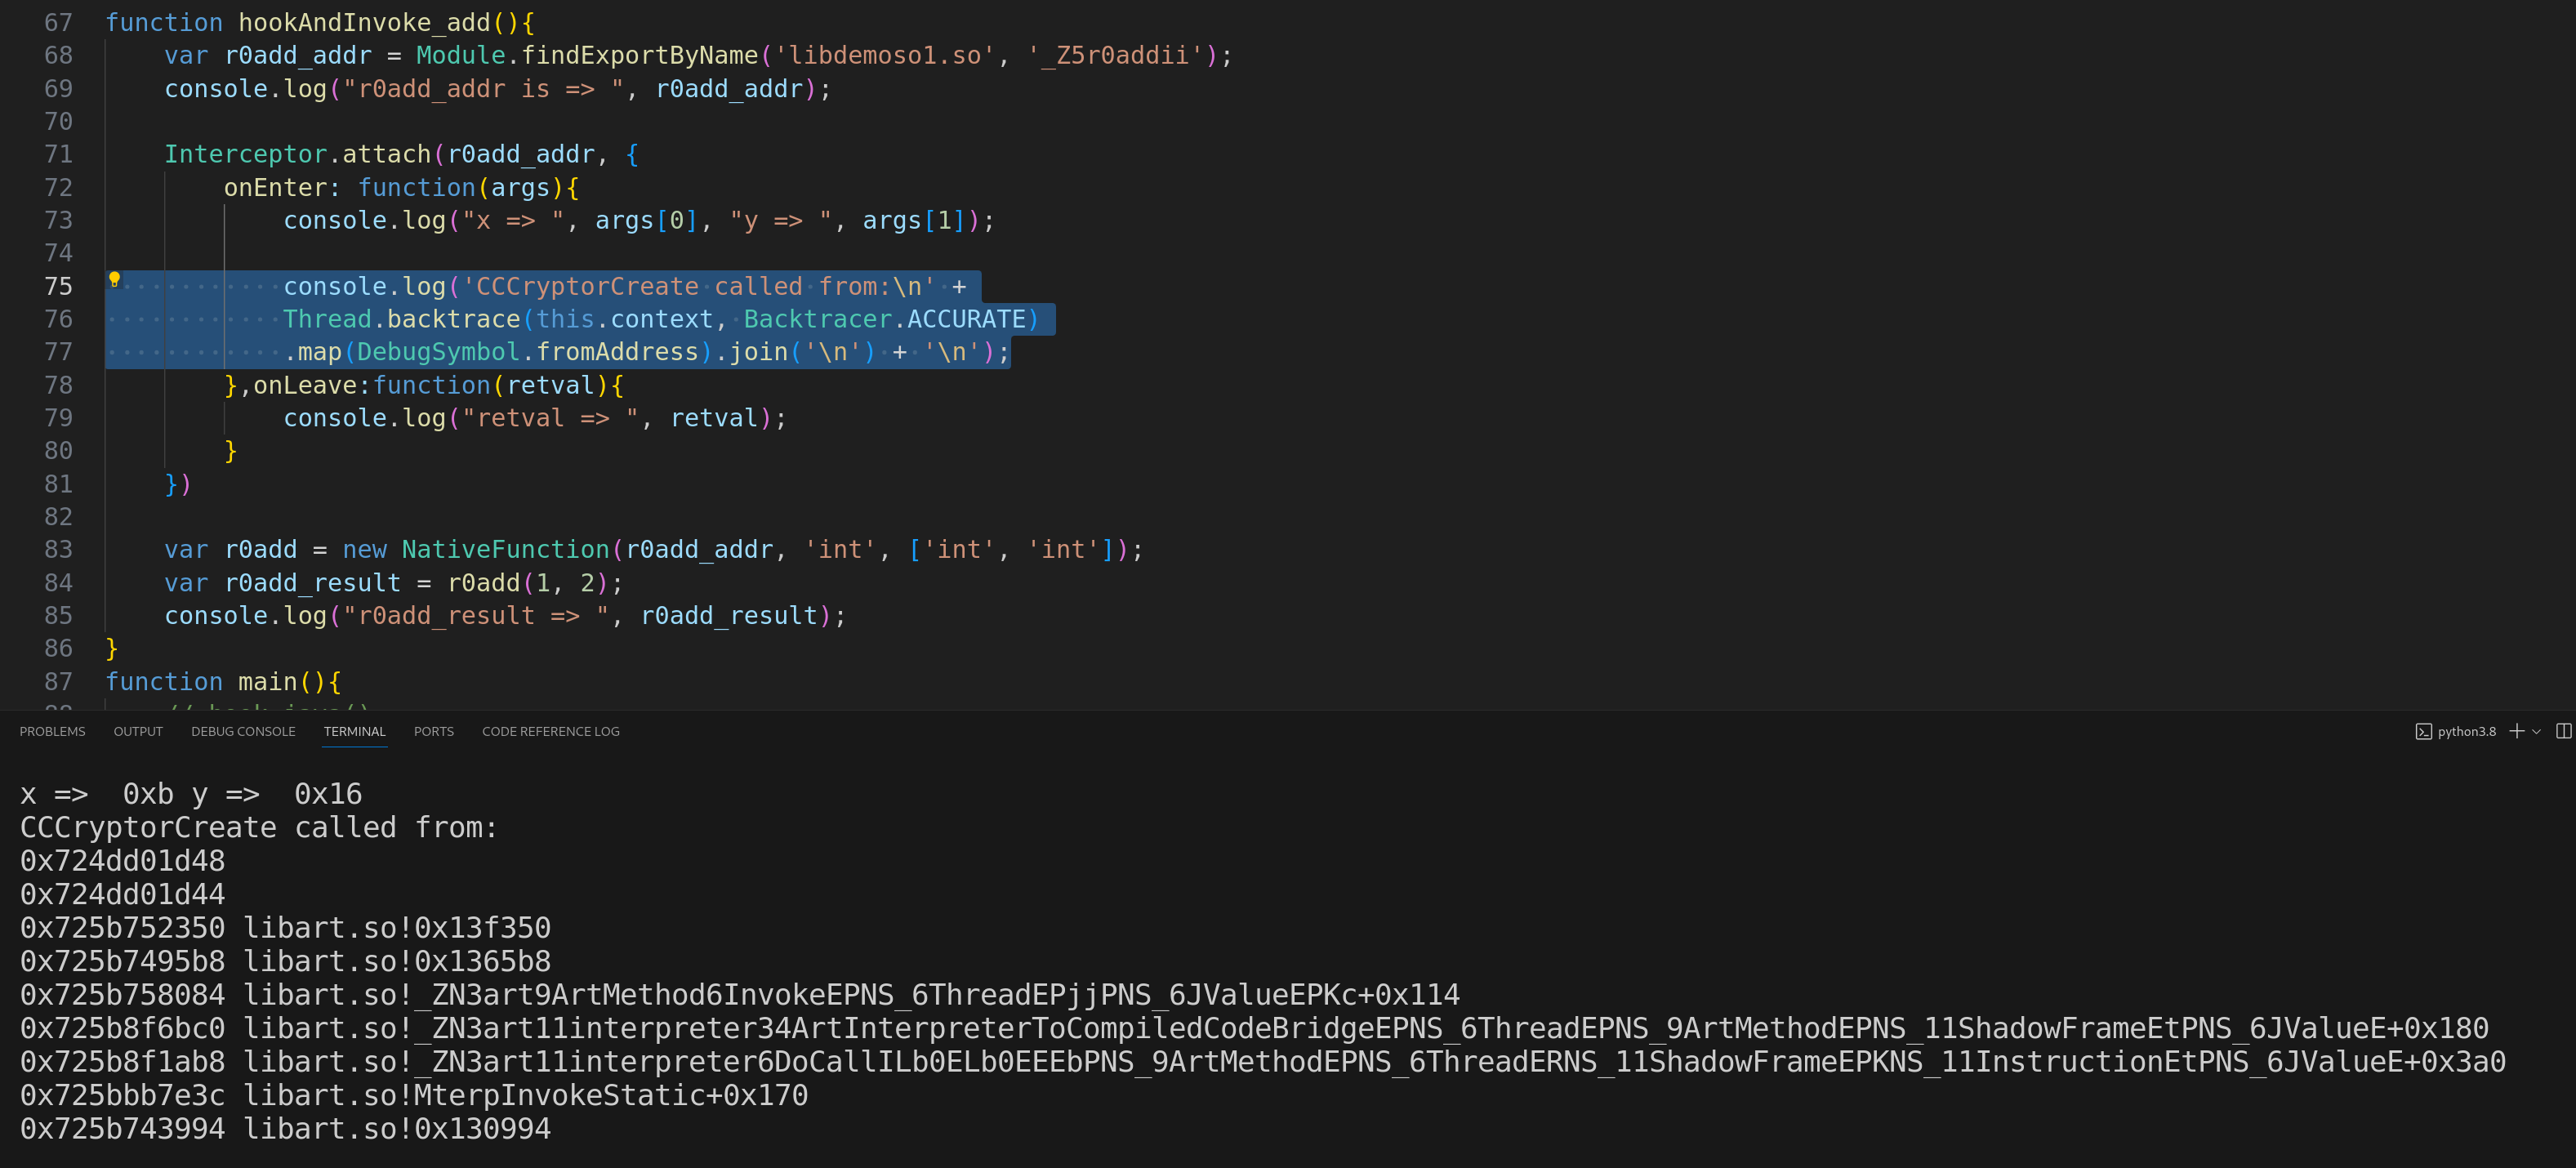 67 function hookAndInvoke_add(){
68     var r0add_addr = Module.findExportByName('libdemoso1.so', '_Z5r0addii');
69     console.log("r0add_addr is => ", r0add_addr);
70
71     Interceptor.attach(r0add_addr, {
72         onEnter: function(args){
73             console.log("x => ", args[0], "y => ", args[1]);
74
75             console.log('CCCryptorCreate called from:\n' +
76             Thread.backtrace(this.context, Backtracer.ACCURATE)
77             .map(DebugSymbol.fromAddress).join('\n') + '\n');
78         },onLeave:function(retval){
79             console.log("retval => ", retval);
80         }
81     })
82
83     var r0add = new NativeFunction(r0add_addr, 'int', ['int', 'int']);
84     var r0add_result = r0add(1, 2);
85     console.log("r0add_result => ", r0add_result);
86 }
87 function main(){
PROBLEMS OUTPUT DEBUG CONSOLE TERMINAL PORTS CODE REFERENCE LOG python3.8
x =>  0xb y =>  0x16
CCCryptorCreate called from:
0x724dd01d48
0x724dd01d44
0x725b752350 libart.so!0x13f350
0x725b7495b8 libart.so!0x1365b8
0x725b758084 libart.so!_ZN3art9ArtMethod6InvokeEPNS_6ThreadEPjjPNS_6JValueEPKc+0x114
0x725b8f6bc0 libart.so!_ZN3art11interpreter34ArtInterpreterToCompiledCodeBridgeEPNS_6ThreadEPNS_9ArtMethodEPNS_11ShadowFrameEtPNS_6JValueE+0x180
0x725b8f1ab8 libart.so!_ZN3art11interpreter6DoCallILb0ELb0EEEbPNS_9ArtMethodEPNS_6ThreadERNS_11ShadowFrameEPKNS_11InstructionEtPNS_6JValueE+0x3a0
0x725bbb7e3c libart.so!MterpInvokeStatic+0x170
0x725b743994 libart.so!0x130994